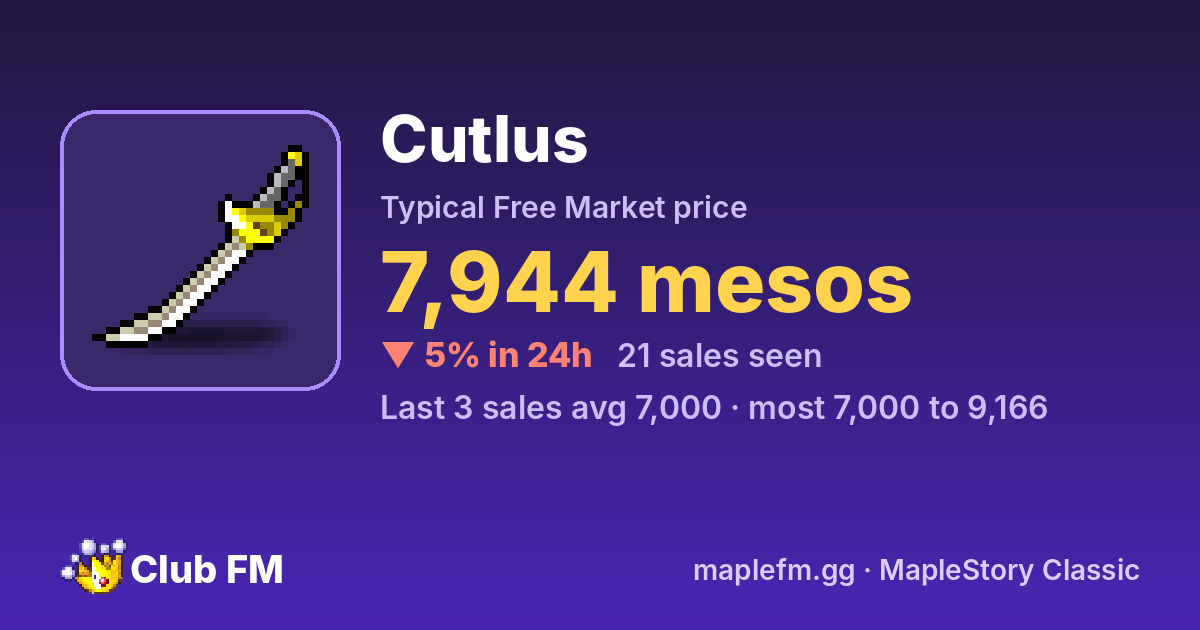 Cutlus
Typical Free Market price
7,944 mesos
▼ 5% in 24h 21 sales seen
Last 3 sales avg 7,000 · most 7,000 to 9,166
Club FM
maplefm.gg · MapleStory Classic